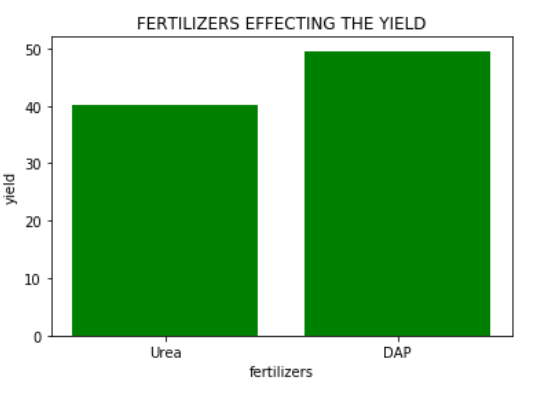 FERTILIZERS EFFECTING THE YIELD
50
40
30
20
10
0
yield
Urea DAP
fertilizers